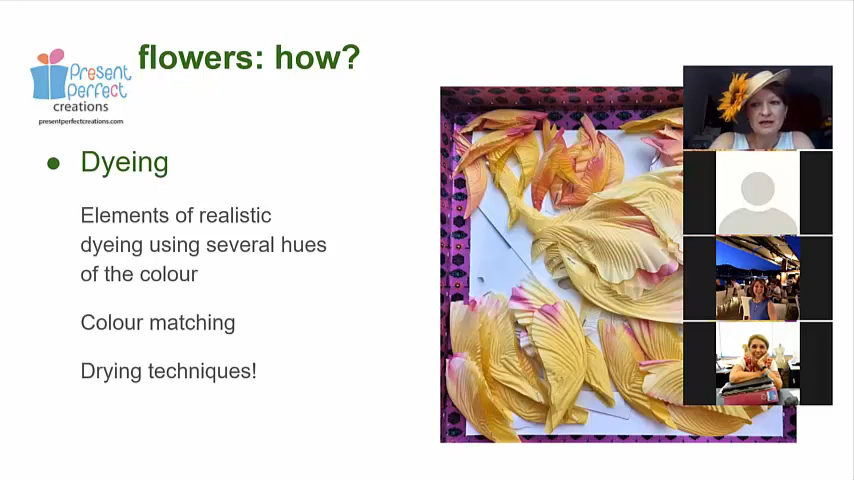 flowers: how?
Present
Perfect
creations
presentperfectcreations.com
● Dyeing
Elements of realistic
dyeing using several hues
of the colour
Colour matching
Drying techniques!